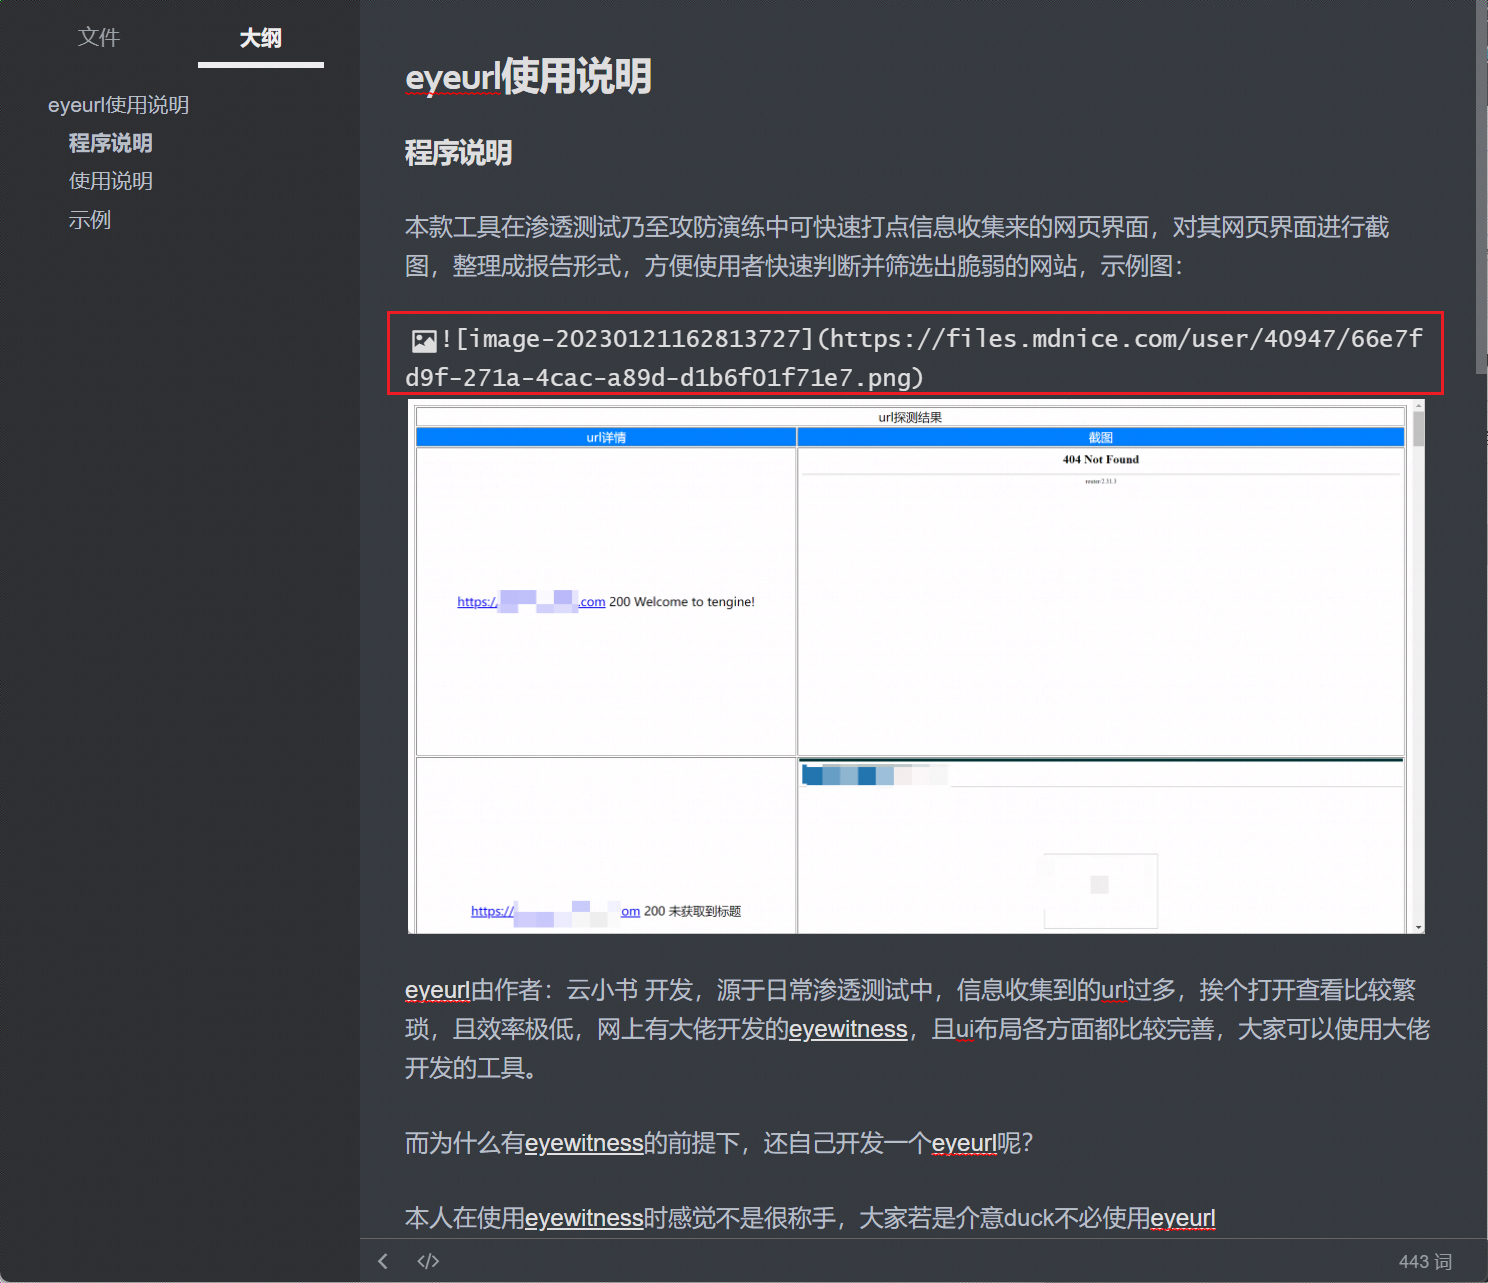 文件
大纲
eyeurl使用说明
程序说明
使用说明
示例
eyeurl使用说明
程序说明
本款工具在渗透测试乃至攻防演练中可快速打点信息收集来的网页界面，对其网页界面进行截
图，整理成报告形式，方便使用者快速判断并筛选出脆弱的网站，示例图：
![image-20230121162813727](https://files.mdnice.com/user/40947/66e7f
d9f-271a-4cac-a89d-d1b6f01f71e7.png)
url探测结果
url详情
截图
404 Not Found
router/2.31.3
https:/ .com 200 Welcome to tengine!
https:// om 200 未获取到标题
eyeurl由作者：云小书 开发，源于日常渗透测试中，信息收集到的url过多，挨个打开查看比较繁
琐，且效率极低，网上有大佬开发的eyewitness，且ui布局各方面都比较完善，大家可以使用大佬
开发的工具。
而为什么有eyewitness的前提下，还自己开发一个eyeurl呢？
本人在使用eyewitness时感觉不是很称手，大家若是介意duck不必使用eyeurl
443 词